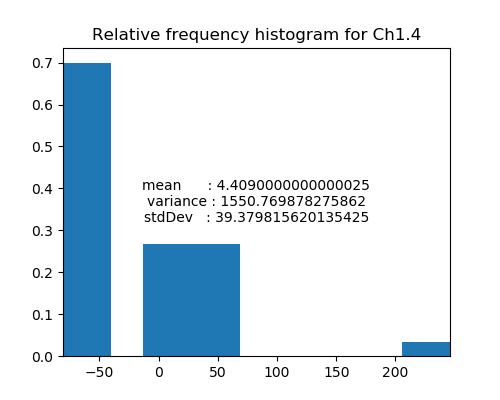 Relative frequency histogram for Ch1.4
0.7
0.6
0.5
0.4
mean : 4.4090000000000025
variance : 1550.769878275862
stdDev : 39.379815620135425
0.3
0.2
0.1
0.0
−50 0 50 100 150 200